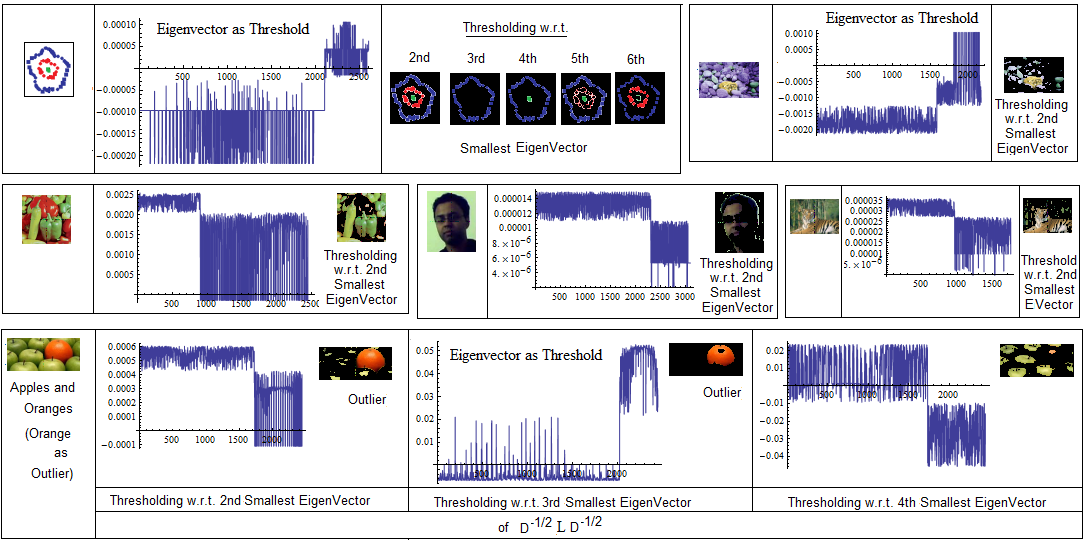 Eigenvector as Threshold
0.00010
0.00005
-0.00005
-0.00010
-0.00015
-0.00020
500 1000 1500 2000 2500
Thresholding w.r.t.
2nd 3rd 4th 5th 6th
Smallest EigenVector
Eigenvector as Threshold
0.0010
0.0005
-0.0005
-0.0010
-0.0015
-0.0020
500 1000 1500 2000
Thresholding
w.r.t. 2nd
Smallest
EigenVector
0.0025
0.0020
0.0015
0.0010
0.0005
0 500 1000 1500 2000 2500
Thresholding
w.r.t. 2nd
Smallest
EigenVector
0.000014
0.000012
8. × 10⁻⁶
6. × 10⁻⁶
4. × 10⁻⁶
500 1000 1500 2000 2500 3000
Thresholding
w.r.t. 2nd
Smallest
EigenVector
0.000035
0.00003
0.000025
0.00002
0.000015
0.00001
5. × 10⁻⁶
500 1000 1500
Threshold
w.r.t. 2nd
Smallest
EVector
Apples and
Oranges
(Orange
as
Outlier)
0.0006
0.0005
0.0004
0.0003
0.0002
0.0001
-0.0001
500 1000 1500 2000
Outlier
Thresholding w.r.t. 2nd Smallest EigenVector
Eigenvector as Threshold
0.05
0.04
0.03
0.02
0.01
500 1000 1500 2000
Outlier
Thresholding w.r.t. 3rd Smallest EigenVector
0.02
0.01
-0.01
-0.02
-0.03
-0.04
500 1000 1500 2000
Thresholding w.r.t. 4th Smallest EigenVector
of D⁻¹/² L D⁻¹/²